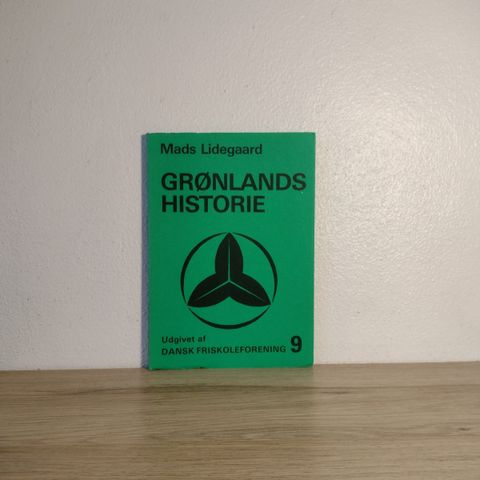 Mads Lidegaard
GRØNLANDS
HISTORIE
Udgivet af
DANSK FRISKOLEFORENING 9